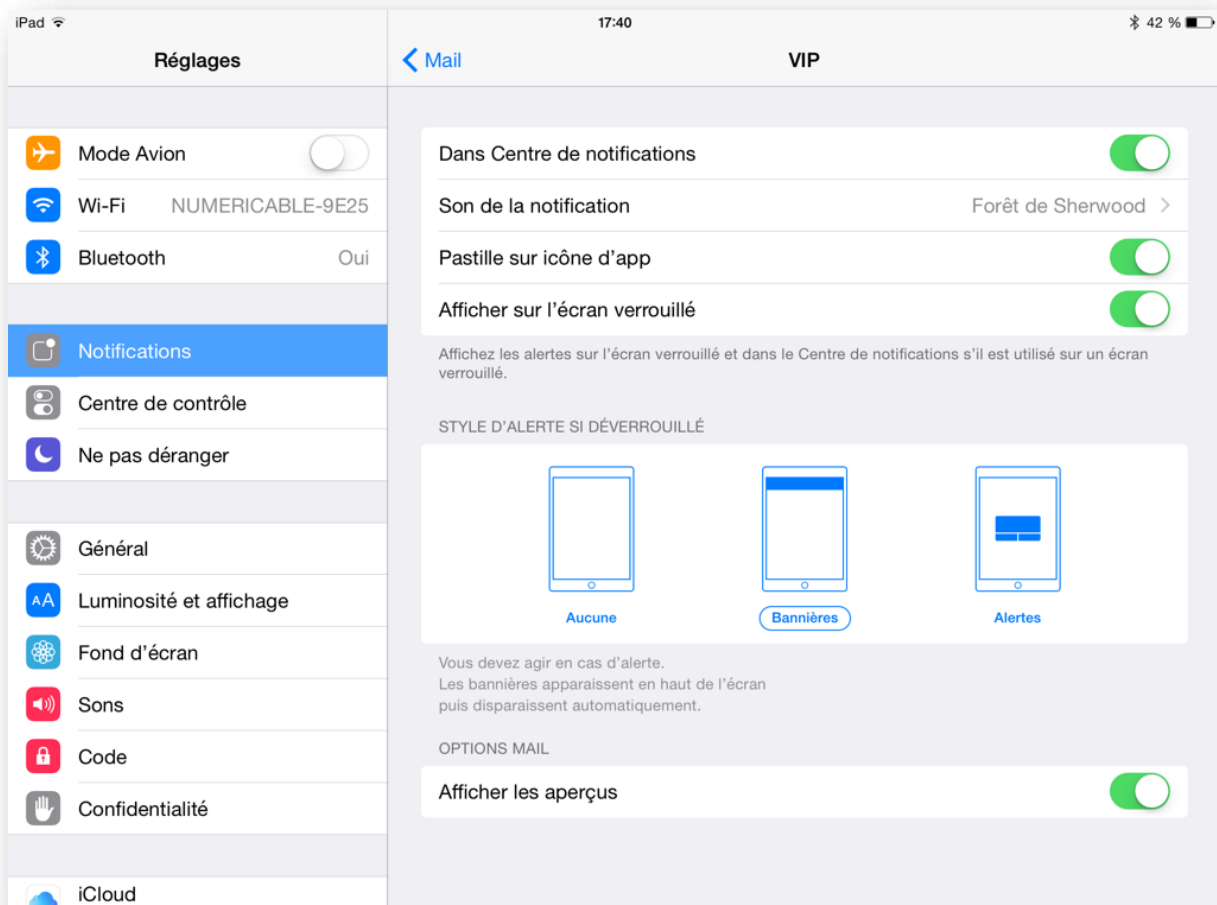 iPad
17:40
42 %
Réglages
Mail
VIP
Mode Avion
Wi-Fi NUMERICABLE-9E25
Bluetooth Oui
Notifications
Centre de contrôle
Ne pas déranger
Général
AA Luminosité et affichage
Fond d’écran
Sons
Code
Confidentialité
iCloud
Dans Centre de notifications
Son de la notification Forêt de Sherwood
Pastille sur icône d’app
Afficher sur l’écran verrouillé
Affichez les alertes sur l’écran verrouillé et dans le Centre de notifications s’il est utilisé sur un écran
verrouillé.
STYLE D’ALERTE SI DÉVERROUILLÉ
Aucune
Bannières
Alertes
Vous devez agir en cas d’alerte.
Les bannières apparaissent en haut de l’écran
puis disparaissent automatiquement.
OPTIONS MAIL
Afficher les aperçus